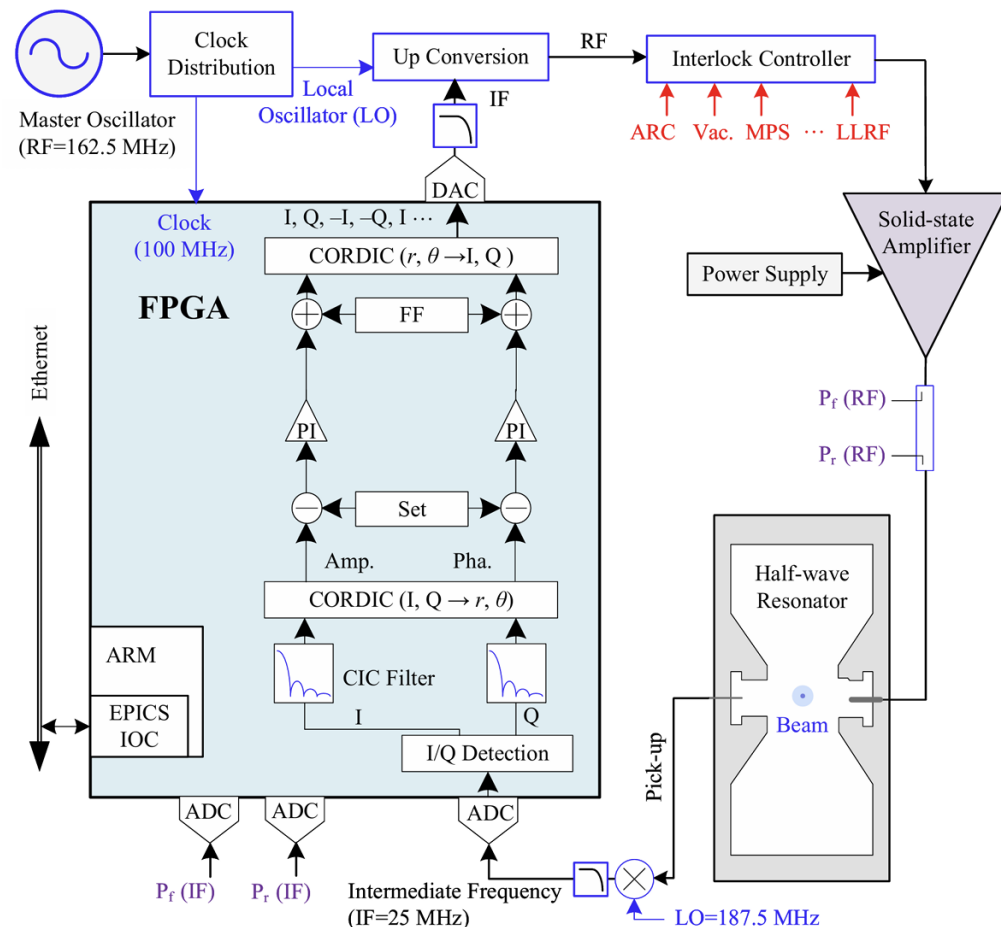 Clock
Distribution
Master Oscillator
(RF=162.5 MHz)
Local
Oscillator (LO)
Up Conversion
IF
RF
Interlock Controller
ARC Vac. MPS ⋯ LLRF
DAC
Clock
(100 MHz)
I, Q, –I, –Q, I ⋯
CORDIC (r, θ →I, Q )
FPGA
FF
PI PI
Set
Amp. Pha.
CORDIC (I, Q → r, θ)
CIC Filter
I Q
I/Q Detection
Ethernet
ARM
EPICS
IOC
ADC ADC ADC
Pf (IF) Pr (IF)
Intermediate Frequency
(IF=25 MHz)
LO=187.5 MHz
Pick-up
Solid-state
Amplifier
Power Supply
Pf (RF)
Pr (RF)
Half-wave
Resonator
Beam